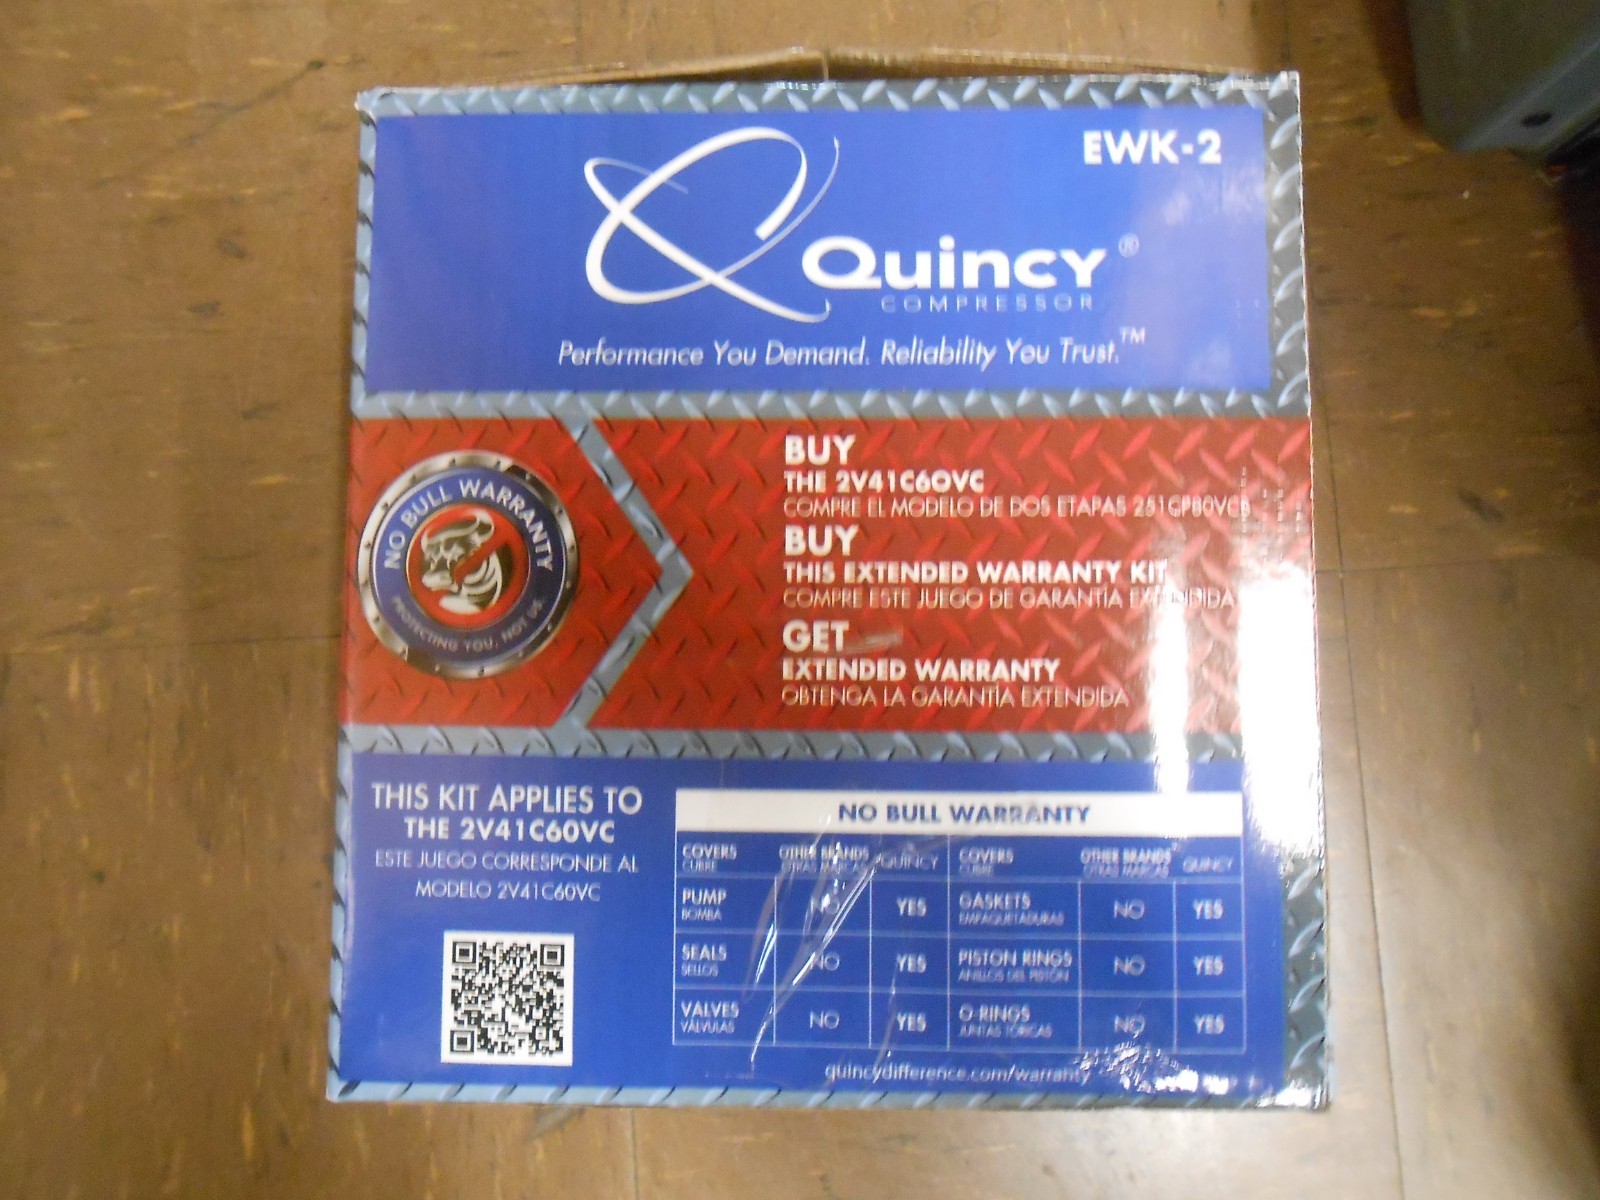 EWK-2
Quincy®
COMPRESSOR
Performance You Demand. Reliability You Trust.™
NO BULL WARRANTY
PROTECTING YOU, NOT US
BUY
THE 2V41C60VC
COMPRE EL MODELO DE DOS ETAPAS 251CP80VCB
BUY
THIS EXTENDED WARRANTY KIT
COMPRE ESTE JUEGO DE GARANTÍA EXTENDIDA
GET
EXTENDED WARRANTY
OBTENGA LA GARANTÍA EXTENDIDA
THIS KIT APPLIES TO
THE 2V41C60VC
ESTE JUEGO CORRESPONDE AL
MODELO 2V41C60VC
NO BULL WARRANTY
COVERS OTHER BRANDS QUINCY COVERS OTHER BRANDS QUINCY
CUBRE OTRAS MARCAS CUBRE OTRAS MARCAS
PUMP NO YES GASKETS NO YES
BOMBA EMPAQUETADURAS
SEALS NO YES PISTON RINGS NO YES
SELLOS ANILLOS DEL PISTÓN
VALVES NO YES O-RINGS NO YES
VÁLVULAS JUNTAS TÓRICAS
quincydifference.com/warranty